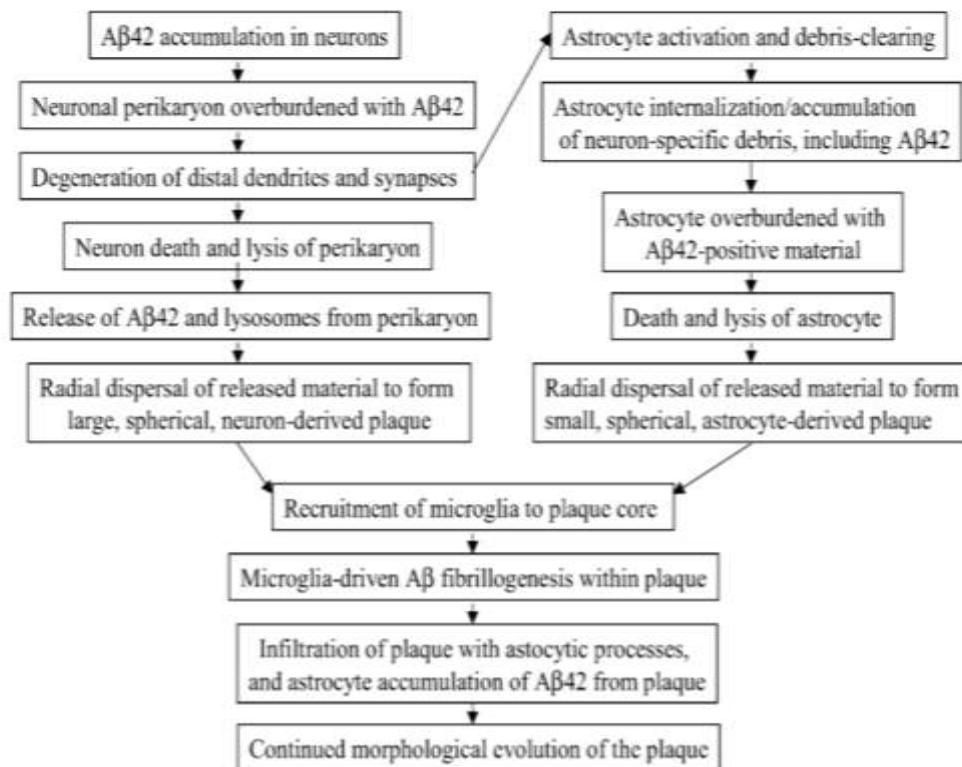 Aβ42 accumulation in neurons
Neuronal perikaryon overburdened with Aβ42
Degeneration of distal dendrites and synapses
Neuron death and lysis of perikaryon
Release of Aβ42 and lysosomes from perikaryon
Radial dispersal of released material to form
large, spherical, neuron-derived plaque
Astrocyte activation and debris-clearing
Astrocyte internalization/accumulation
of neuron-specific debris, including Aβ42
Astrocyte overburdened with
Aβ42-positive material
Death and lysis of astrocyte
Radial dispersal of released material to form
small, spherical, astrocyte-derived plaque
Recruitment of microglia to plaque core
Microglia-driven Aβ fibrillogenesis within plaque
Infiltration of plaque with astocytic processes,
and astrocyte accumulation of Aβ42 from plaque
Continued morphological evolution of the plaque